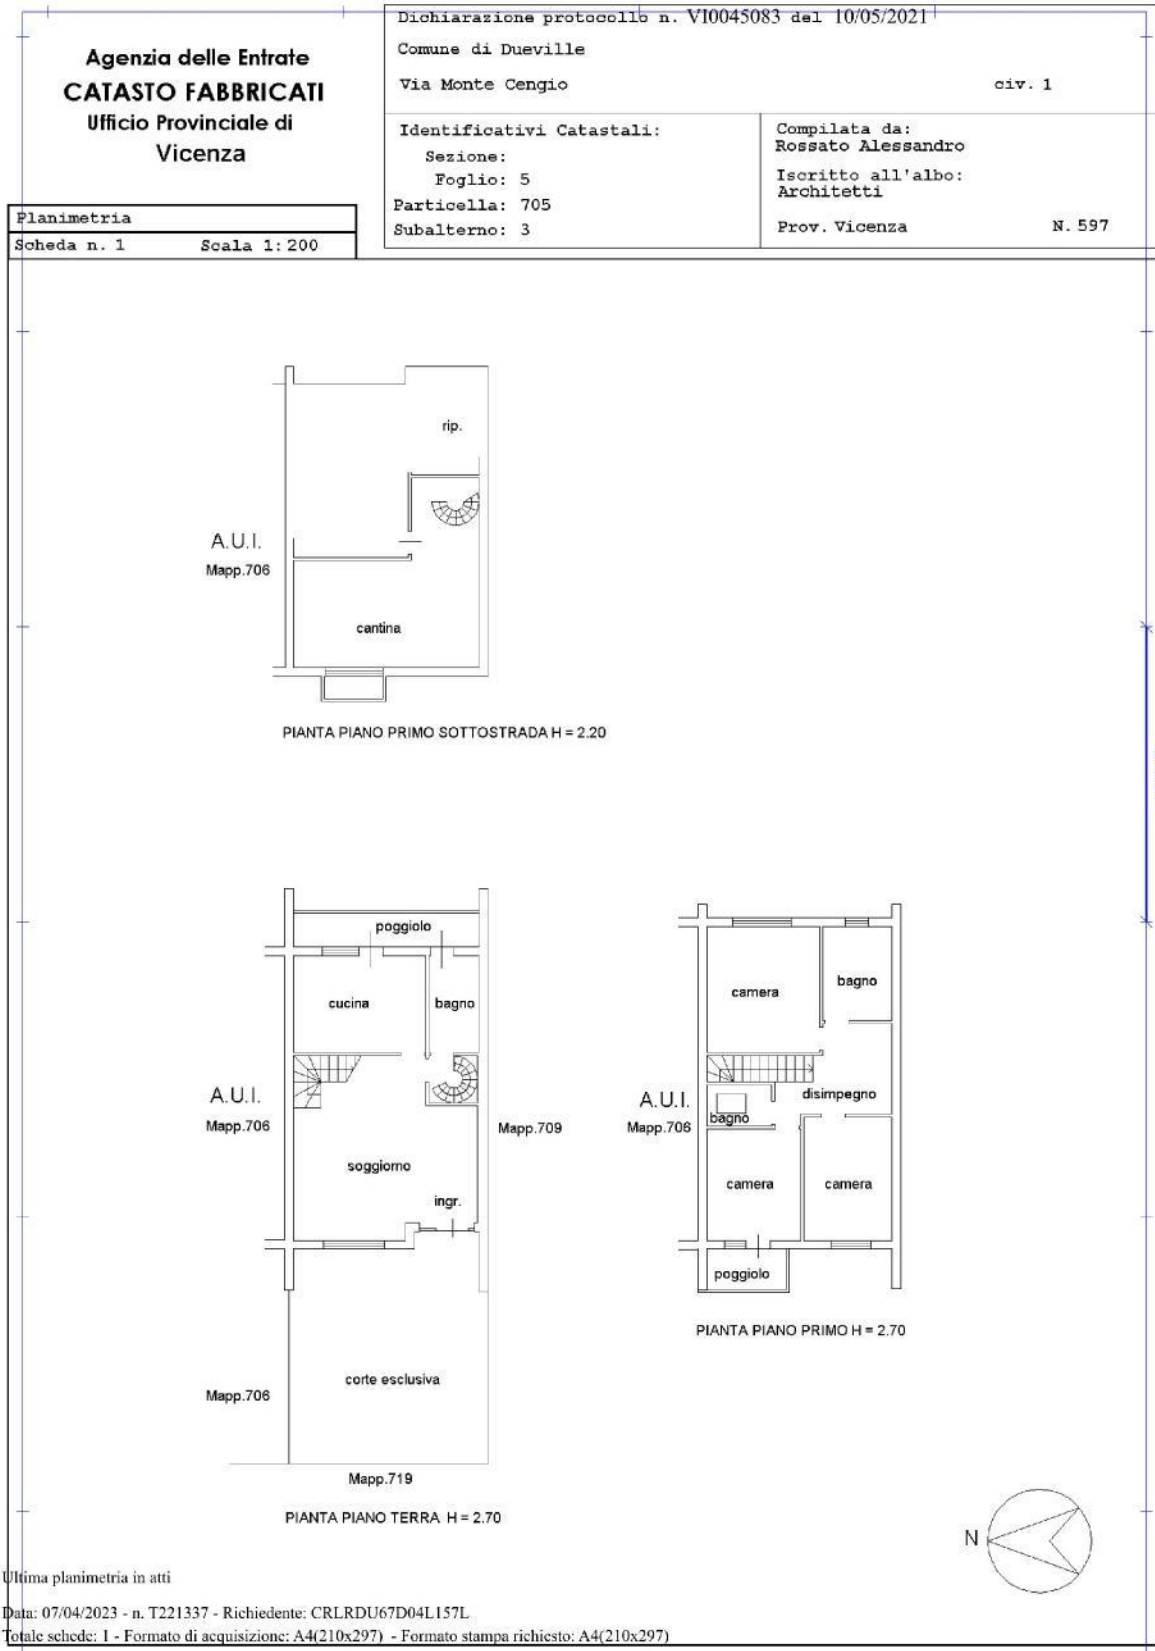 Agenzia delle Entrate
CATASTO FABBRICATI
Ufficio Provinciale di
Vicenza
Dichiarazione protocollo n. VI0045083 del 10/05/2021
Comune di Dueville
Via Monte Cengio civ. 1
Identificativi Catastali:
Sezione:
Foglio: 5
Particella: 705
Subalterno: 3
Compilata da:
Rossato Alessandro
Iscritto all'albo:
Architetti
Prov. Vicenza N. 597
Planimetria
Scheda n. 1 Scala 1:200
rip.
A.U.I.
Mapp.706
cantina
PIANTA PIANO PRIMO SOTTOSTRADA H = 2.20
poggiolo
cucina
bagno
A.U.I.
Mapp.706
Mapp.709
soggiorno
ingr.
Mapp.706
corte esclusiva
Mapp.719
PIANTA PIANO TERRA H = 2.70
camera
bagno
A.U.I.
Mapp.706
disimpegno
bagno
camera
camera
poggiolo
PIANTA PIANO PRIMO H = 2.70
N
Ultima planimetria in atti
Data: 07/04/2023 - n. T221337 - Richiedente: CRLRDU67D04L157L
Totale schede: 1 - Formato di acquisizione: A4(210x297) - Formato stampa richiesto: A4(210x297)